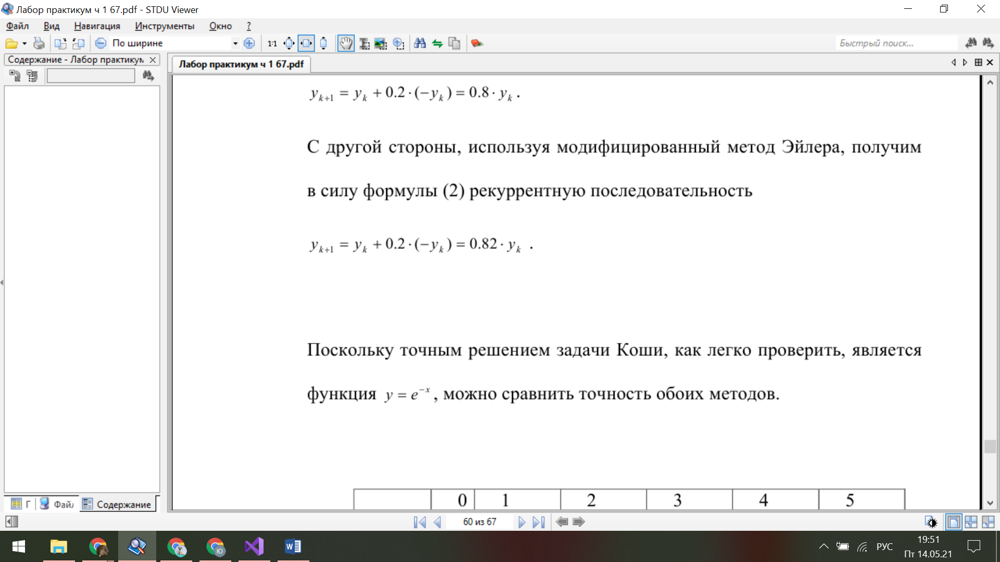 Лабор практикум ч 1 67.pdf - STDU Viewer
Файл Вид Навигация Инструменты Окно ?
По ширине 1:1 Быстрый поиск...
Содержание - Лабор практикум
Лабор практикум ч 1 67.pdf
y_{k+1} = y_k + 0.2 · (−y_k) = 0.8 · y_k .
С другой стороны, используя модифицированный метод Эйлера, получим
в силу формулы (2) рекуррентную последовательность
y_{k+1} = y_k + 0.2 · (−y_k) = 0.82 · y_k .
Поскольку точным решением задачи Коши, как легко проверить, является
функция y = e^{−x} , можно сравнить точность обоих методов.
0 1 2 3 4 5
Г Файл Содержание
60 из 67
Ю РУС 19:51
Пт 14.05.21